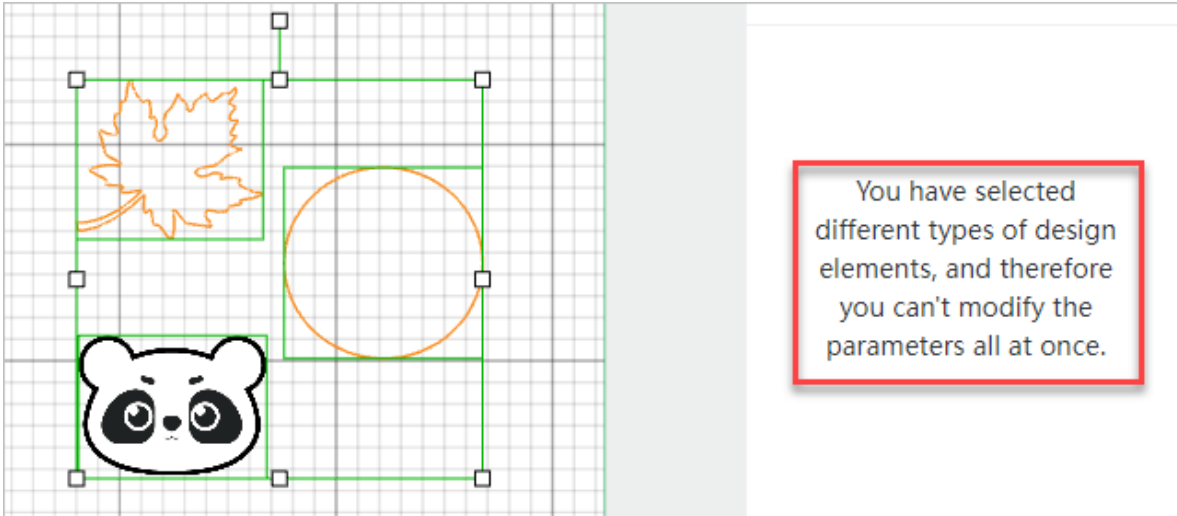 You have selected
different types of design
elements, and therefore
you can't modify the
parameters all at once.